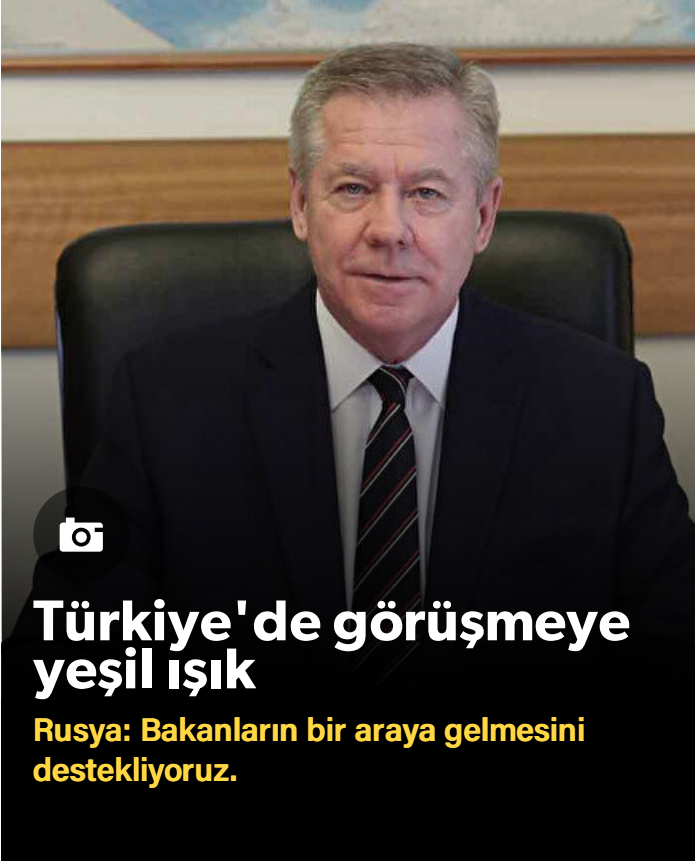 Türkiye'de görüşmeye
yeşil ışık
Rusya: Bakanların bir araya gelmesini
destekliyoruz.